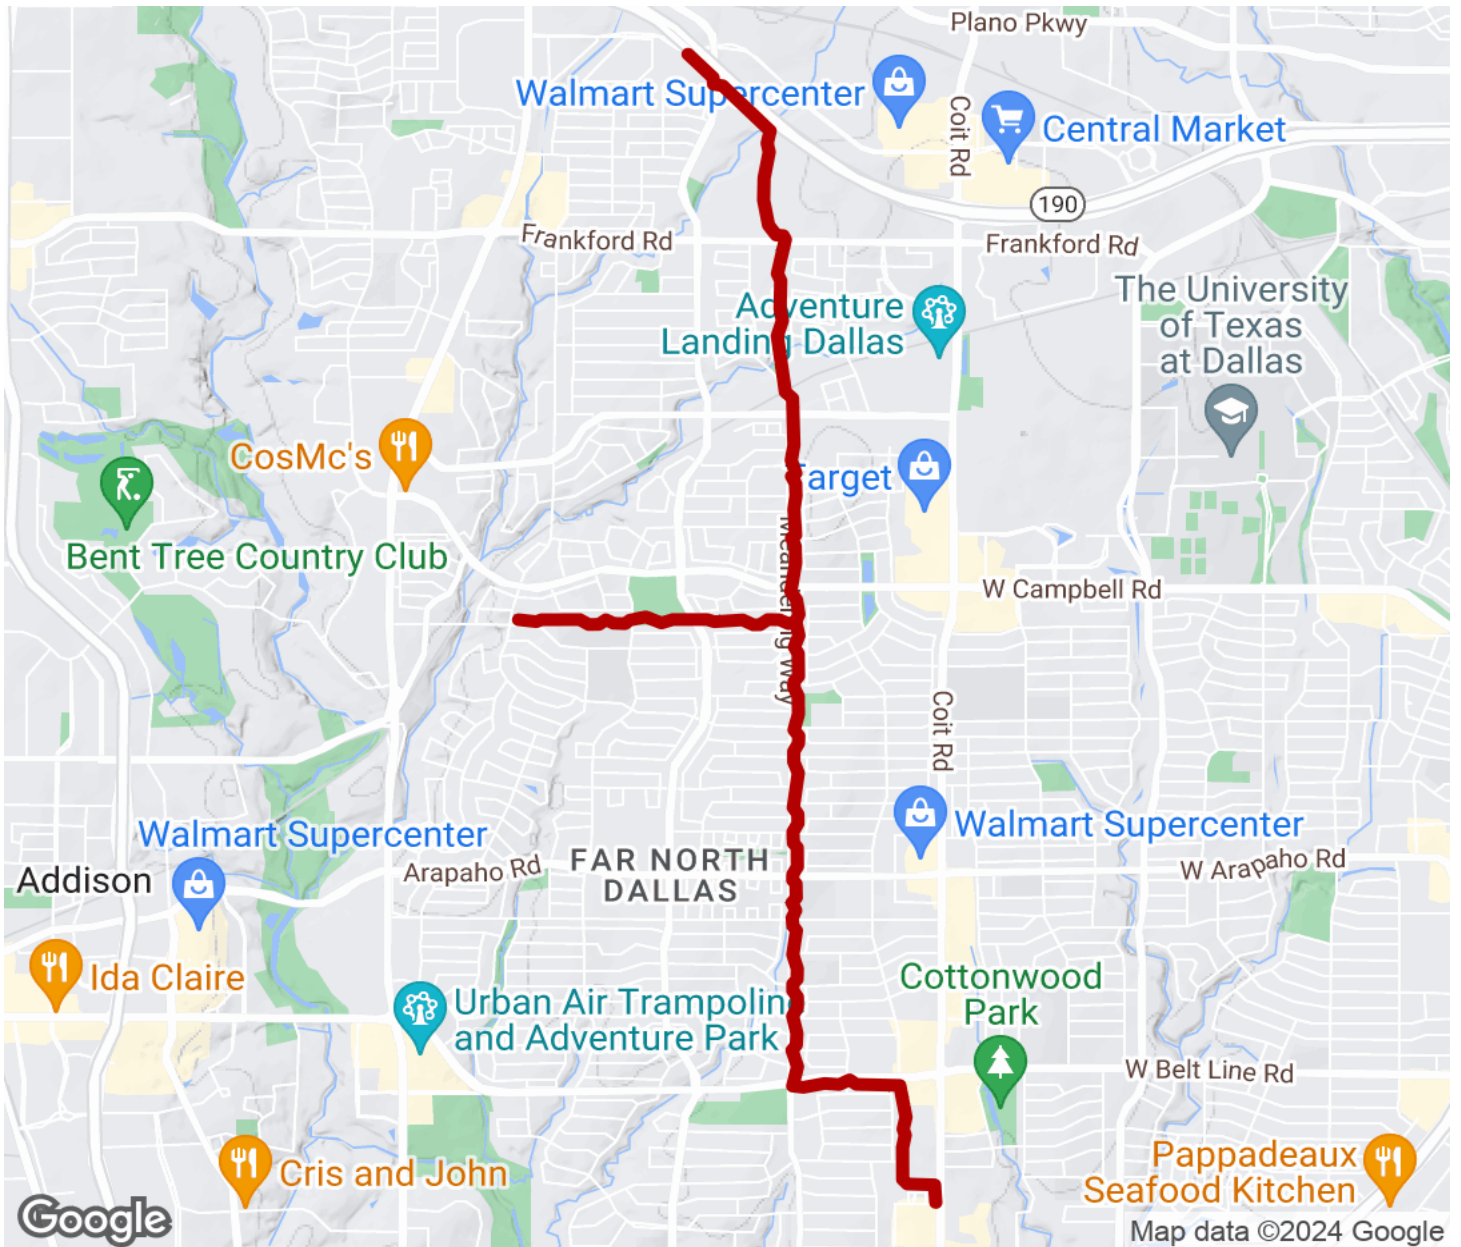 Plano Pkwy
Walmart Supercenter
Coit Rd
Central Market
190
Frankford Rd
Frankford Rd
Adventure
Landing Dallas
The University
of Texas
at Dallas
CosMc's
Target
Bent Tree Country Club
Meandering Way
W Campbell Rd
Coit Rd
Walmart Supercenter
Walmart Supercenter
Arapaho Rd
FAR NORTH
DALLAS
W Arapaho Rd
Addison
Ida Claire
Urban Air Trampoline
and Adventure Park
Cottonwood
Park
W Belt Line Rd
Cris and John
Pappadeaux
Seafood Kitchen
Google
Map data ©2024 Google